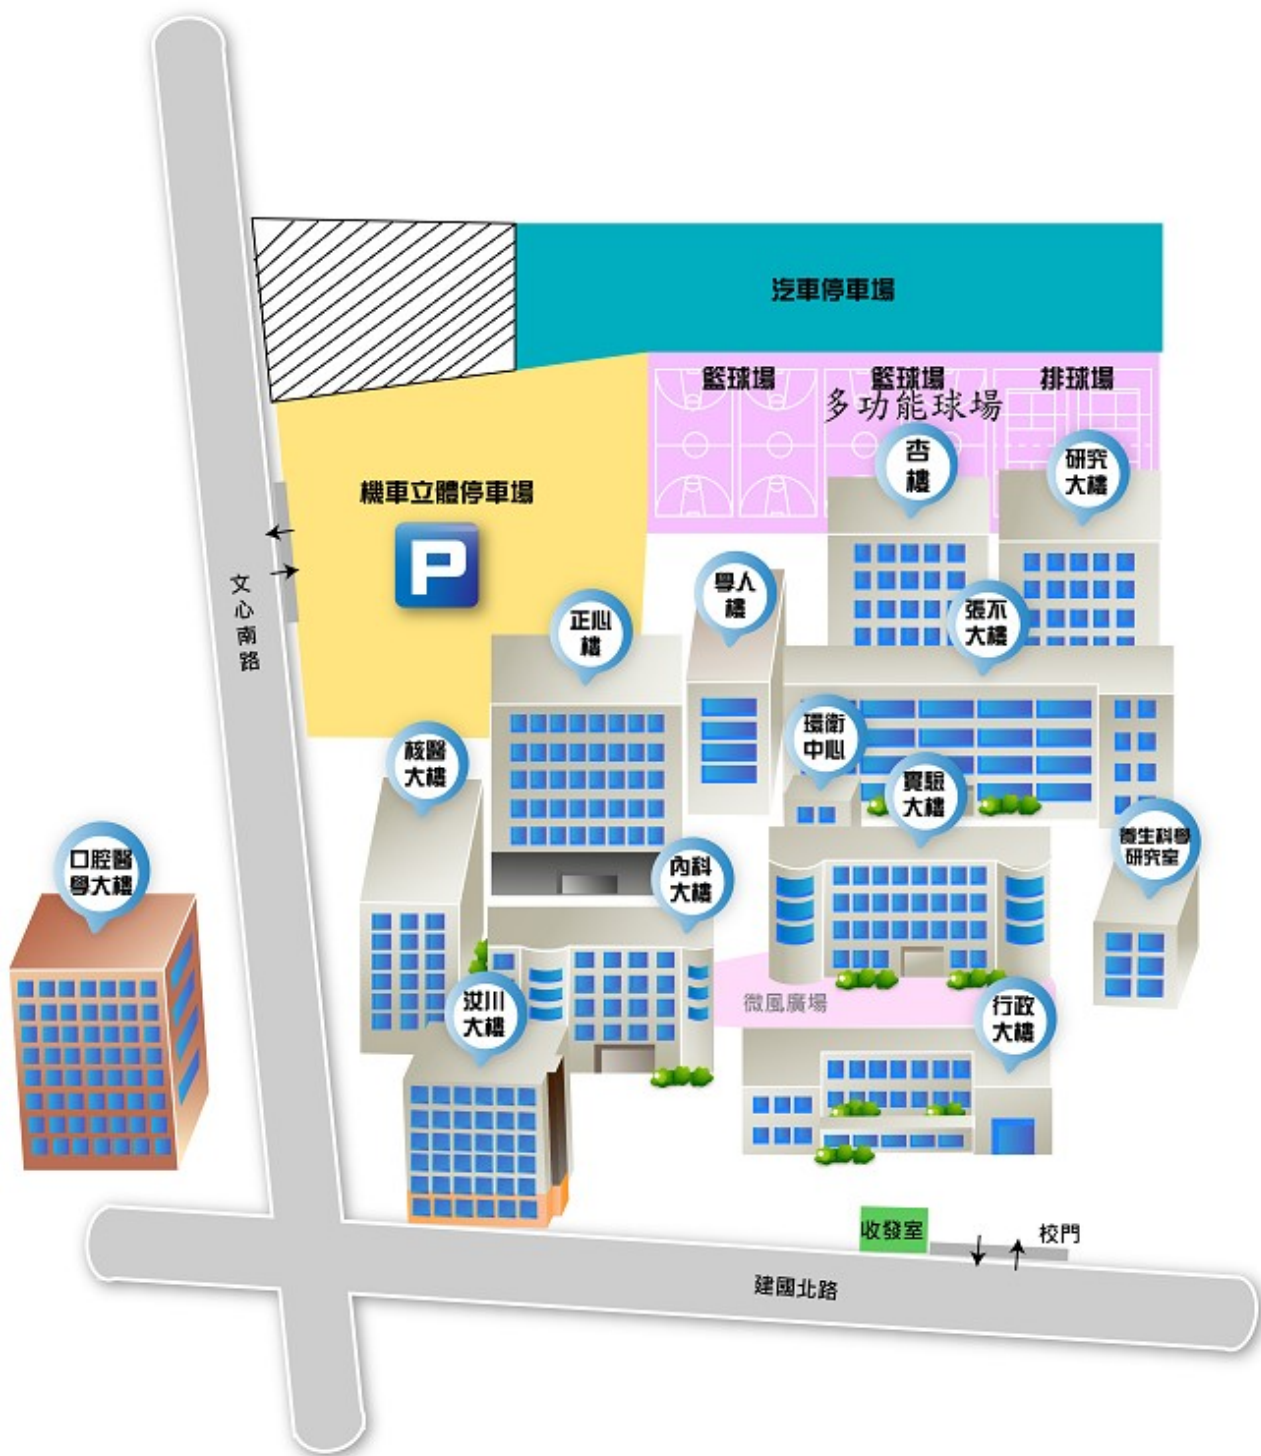 汽車停車場
籃球場
籃球場
排球場
多功能球場
杏
樓
研究
大樓
機車立體停車場
P
學人
樓
張不
大樓
正心
樓
文心南路
環衛
中心
核醫
大樓
實驗
大樓
養生科學
研究室
口腔醫
學大樓
內科
大樓
汝川
大樓
微風廣場
行政
大樓
收發室
校門
建國北路